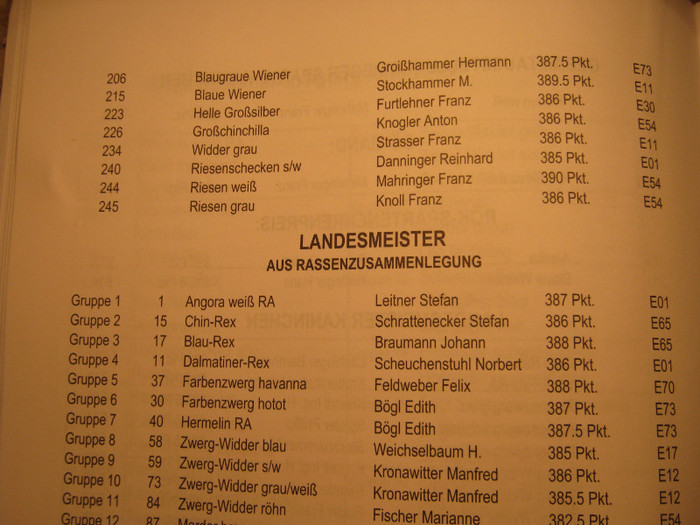 206 Blaugraue Wiener Groißhammer Hermann 387.5 Pkt. E73
215 Blaue Wiener Stockhammer M. 389.5 Pkt. E11
223 Helle Großsilber Furtlehner Franz 386 Pkt. E30
226 Großchinchilla Knogler Anton 386 Pkt. E54
234 Widder grau Strasser Franz 386 Pkt. E11
240 Riesenschecken s/w Danninger Reinhard 385 Pkt. E01
244 Riesen weiß Mahringer Franz 390 Pkt. E54
245 Riesen grau Knoll Franz 386 Pkt. E54
LANDESMEISTER
AUS RASSENZUSAMMENLEGUNG
Gruppe 1 1 Angora weiß RA Leitner Stefan 387 Pkt. E01
Gruppe 2 15 Chin-Rex Schrattenecker Stefan 386 Pkt. E65
Gruppe 3 17 Blau-Rex Braumann Johann 388 Pkt. E65
Gruppe 4 11 Dalmatiner-Rex Scheuchenstuhl Norbert 386 Pkt. E01
Gruppe 5 37 Farbenzwerg havanna Feldweber Felix 388 Pkt. E70
Gruppe 6 30 Farbenzwerg hotot Bögl Edith 387 Pkt. E73
Gruppe 7 40 Hermelin RA Bögl Edith 387.5 Pkt. E73
Gruppe 8 58 Zwerg-Widder blau Weichselbaum H. 385 Pkt. E17
Gruppe 9 59 Zwerg-Widder s/w Kronawitter Manfred 386 Pkt. E12
Gruppe 10 73 Zwerg-Widder grau/weiß Kronawitter Manfred 385.5 Pkt. E12
Gruppe 11 84 Zwerg-Widder röhn Fischer Marianne 382.5 Pkt. E54
Gruppe 12 87